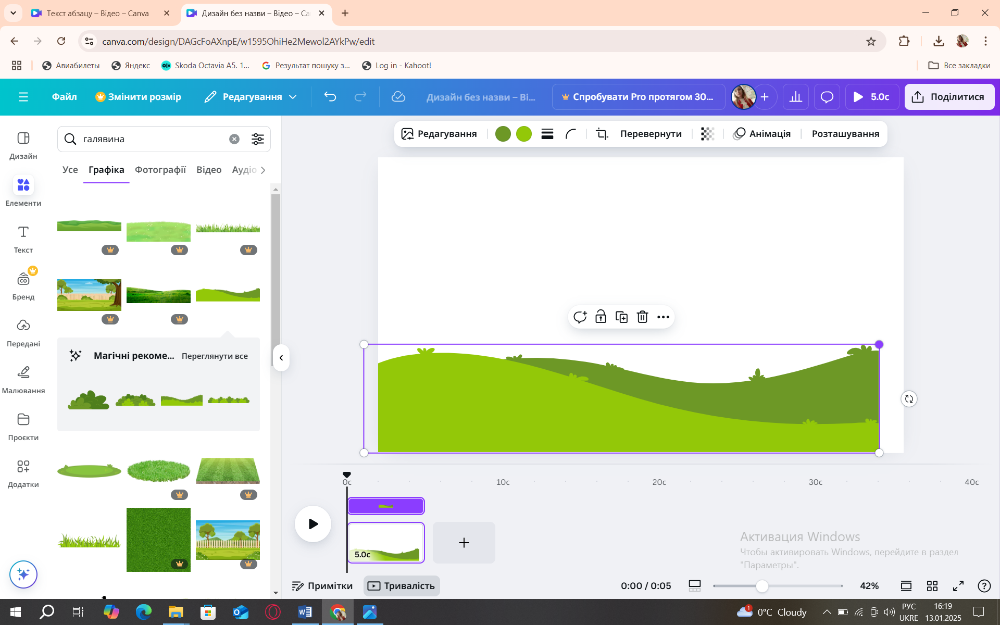 Текст абзацу – Відео – Canva
Дизайн без назви – Відео – Ca
canva.com/design/DAGcFoAXnpE/w1595OhiHe2Mewol2AYkPw/edit
Авиабилеты
Яндекс
Skoda Octavia A5. 1...
Результат пошуку з...
Log in - Kahoot!
Все закладки
Файл
Змінити розмір
Редагування
Дизайн без назви – Ві...
Спробувати Pro протягом 30...
5.0с
Поділитися
Дизайн
Елементи
Текст
Бренд
Передані
Малювання
Проєкти
Додатки
галявина
Усе
Графіка
Фотографії
Відео
Аудіо
Магічні рекоме...
Переглянути все
Редагування
Перевернути
Анімація
Розташування
0с
10с
20с
30с
40с
5.0с
Активация Windows
Чтобы активировать Windows, перейдите в раздел
"Параметры".
Примітки
Тривалість
0:00 / 0:05
42%
1
0°C Cloudy
РУС
UKRE
16:19
13.01.2025